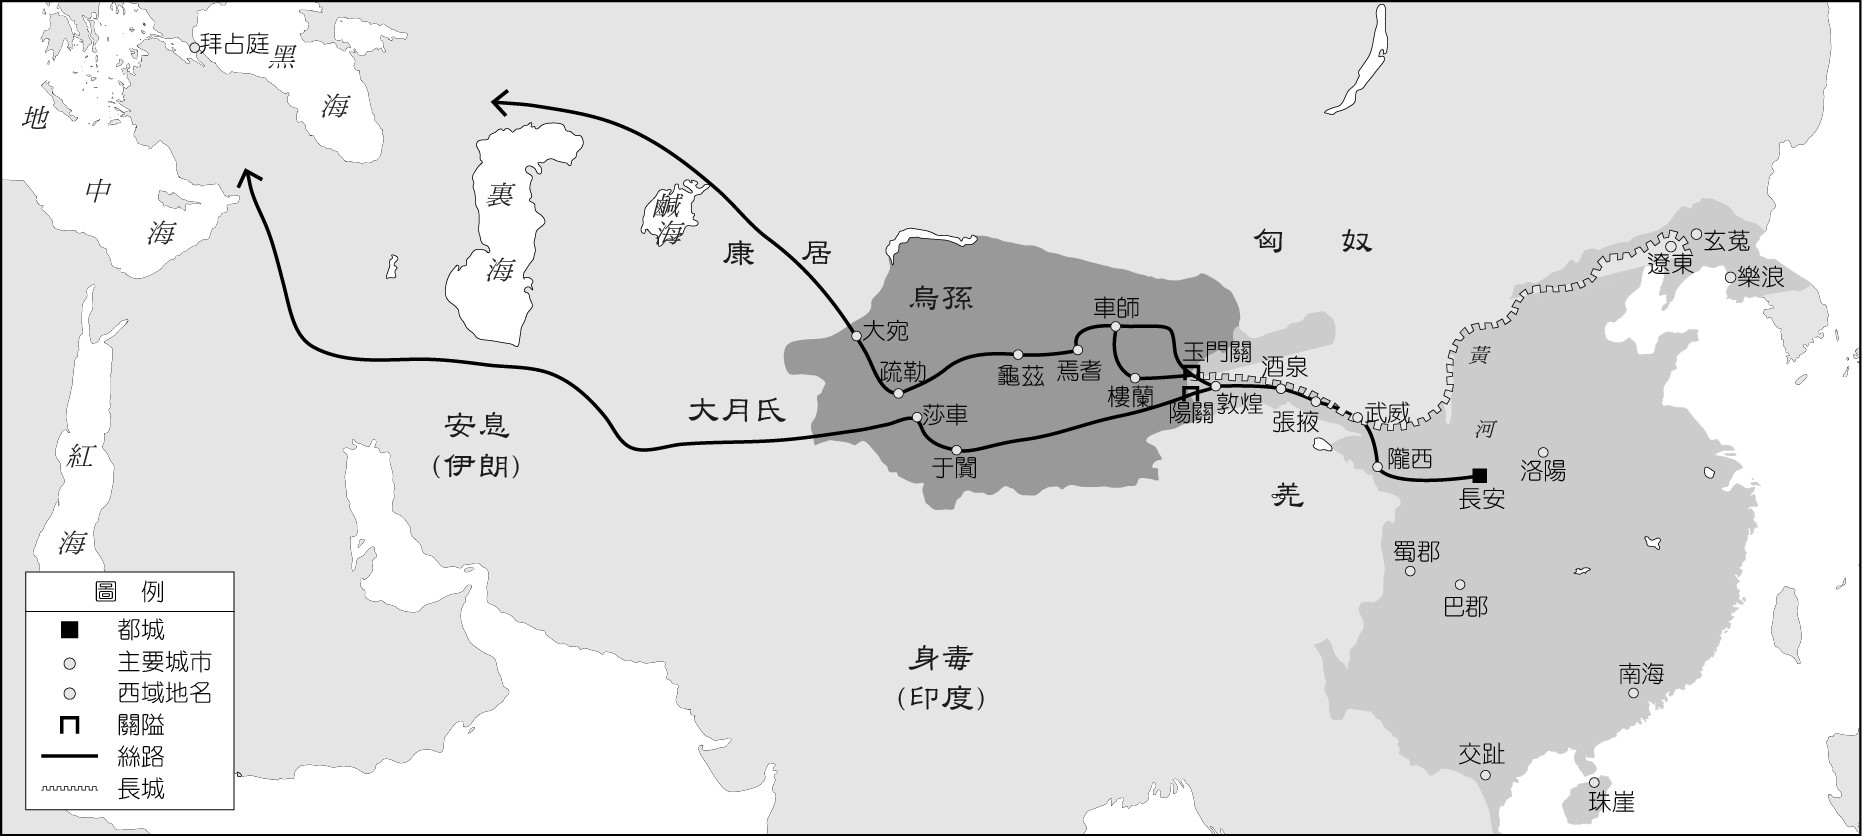 拜占庭
黑
海
地
中
海
裏
海
鹹
海
康居
匈奴
玄菟
遼東
樂浪
烏孫
車師
大宛
疏勒
龜茲
焉耆
玉門關
酒泉
樓蘭
陽關
敦煌
張掖
武威
黃
河
大月氏
莎車
于闐
安息
(伊朗)
隴西
洛陽
長安
羌
紅
海
蜀郡
巴郡
身毒
(印度)
南海
交趾
珠崖
圖例
都城
主要城市
西域地名
關隘
絲路
長城